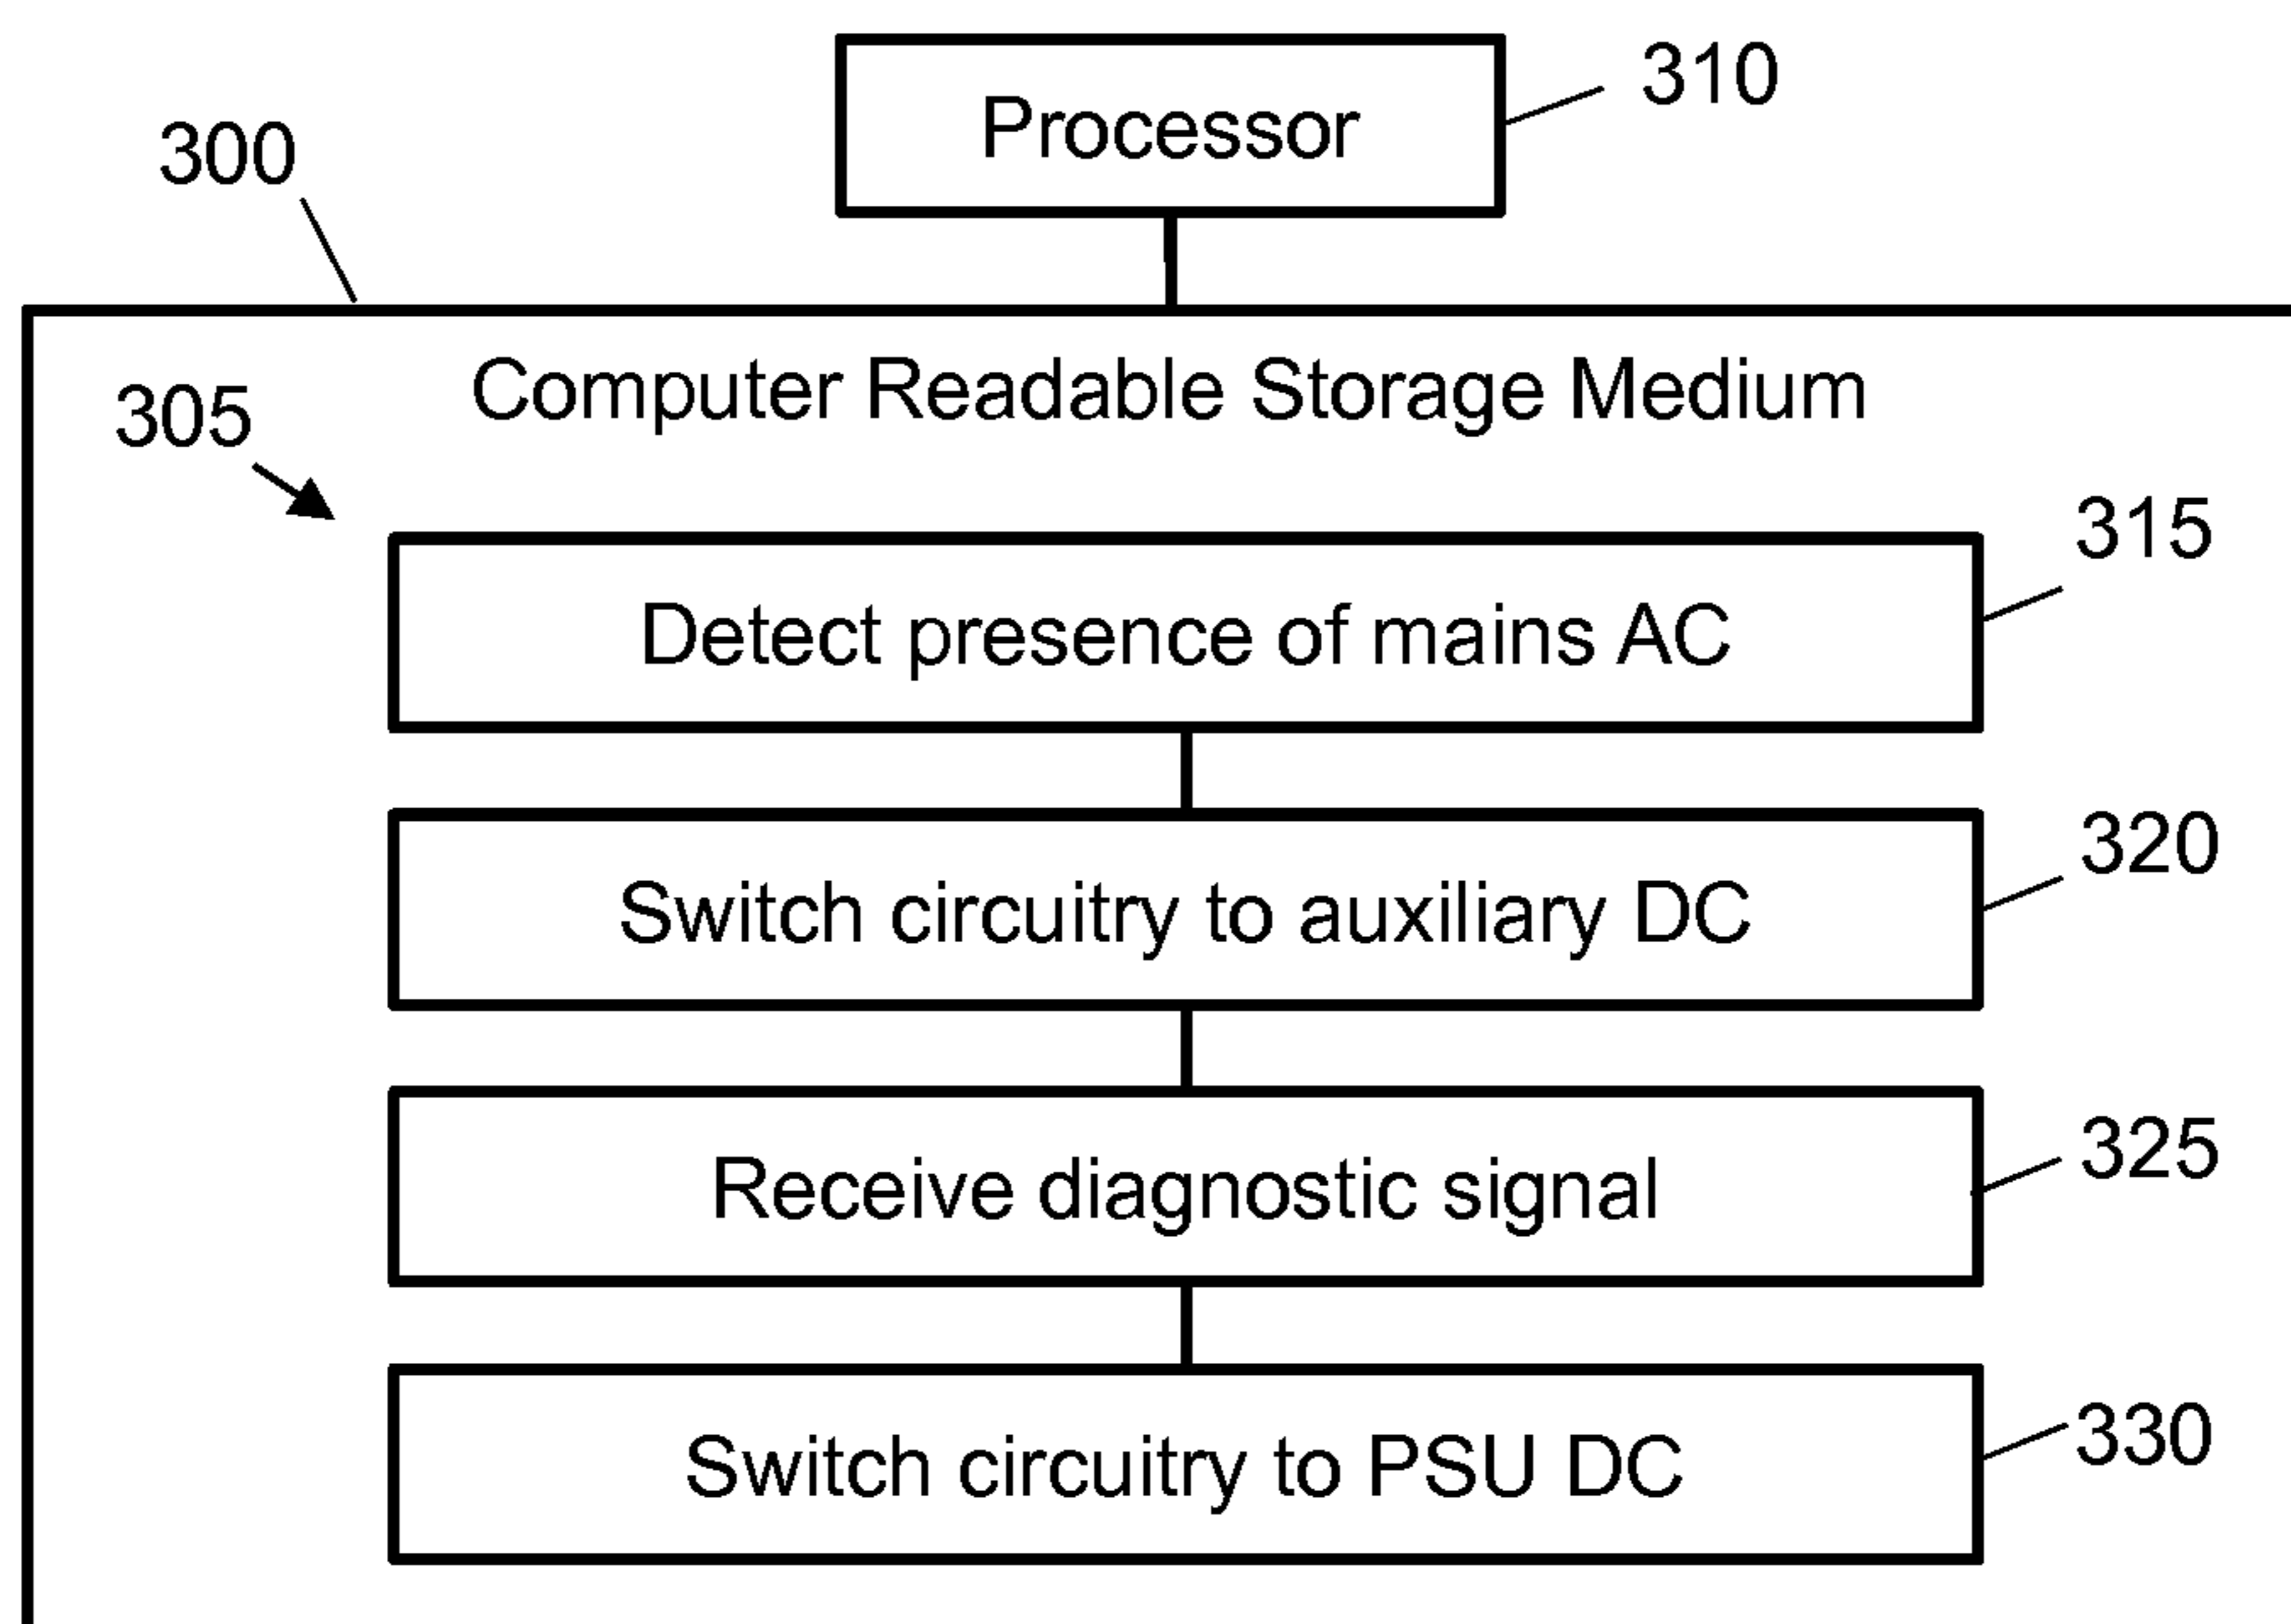 Processor
310
300
Computer Readable Storage Medium
305
315
Detect presence of mains AC
320
Switch circuitry to auxiliary DC
325
Receive diagnostic signal
330
Switch circuitry to PSU DC